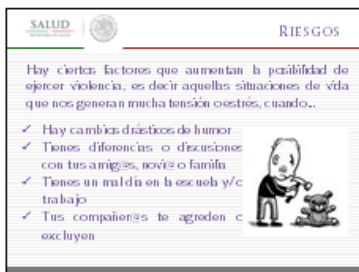 SALUD
RIESGOS
Hay ciertos factores que aumentan la posibilidad de
ejercer violencia, es decir aquellas situaciones de vida
que nos generan mucha tensión oestrés, cuando...
✓ Hay cambios drásticos de humor
✓ Tienes diferencias o discusiones
con tus amig@s, novi@ o familia
✓ Tienes un mal día en la escuela y/o
trabajo
✓ Tus compañer@s te agreden o
excluyen